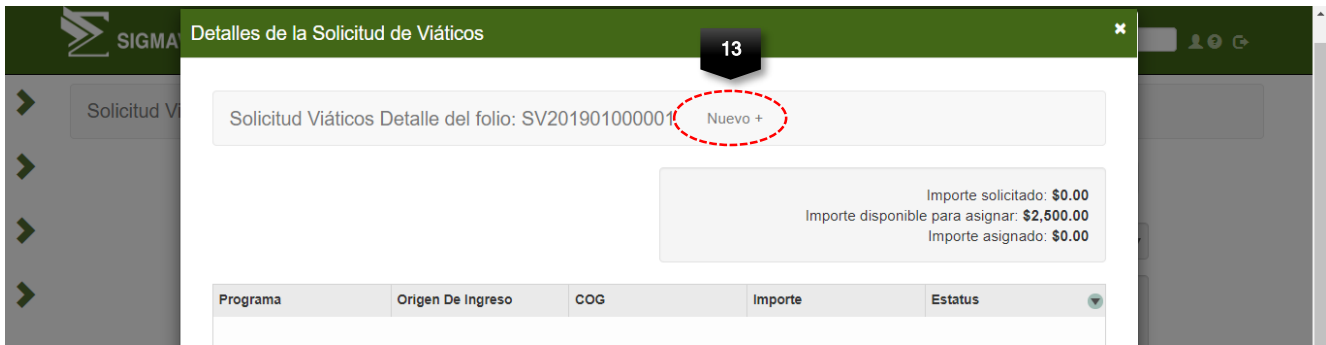 SIGMA
Detalles de la Solicitud de Viáticos
13
Solicitud Vi
Solicitud Viáticos Detalle del folio: SV201901000001
Nuevo +
Importe solicitado: $0.00
Importe disponible para asignar: $2,500.00
Importe asignado: $0.00
Programa Origen De Ingreso COG Importe Estatus